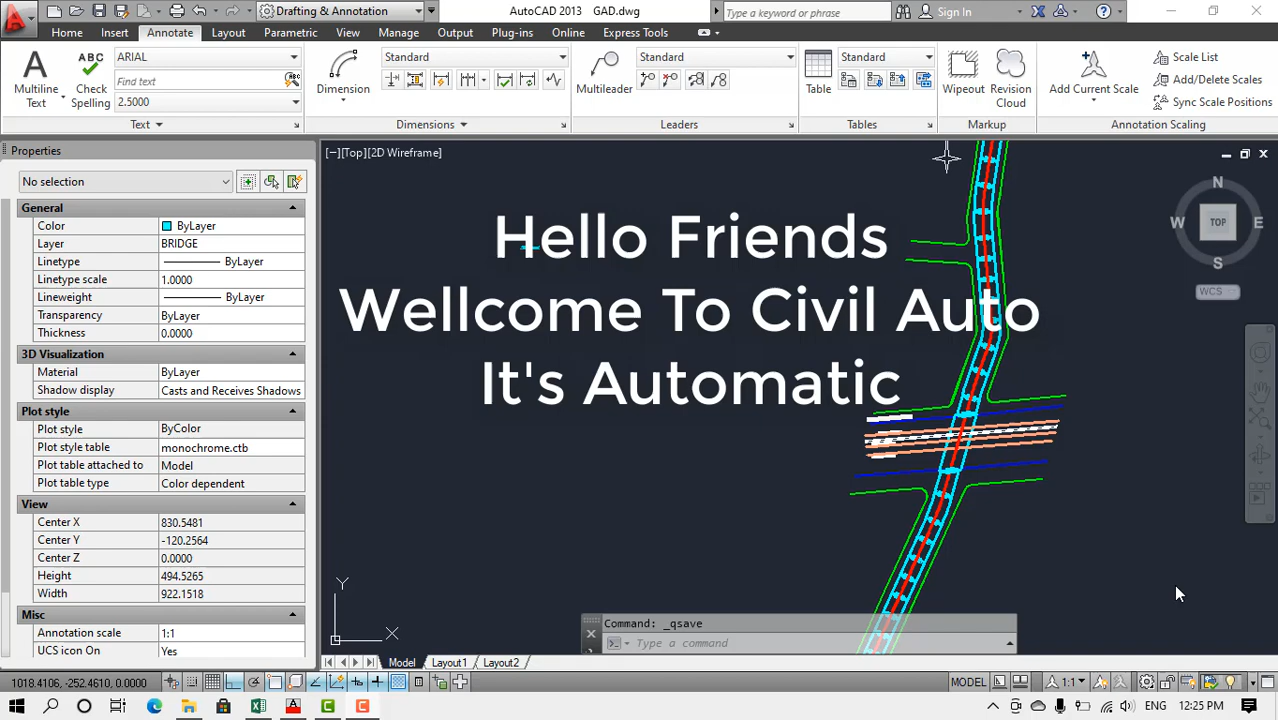 Drafting & Annotation
AutoCAD 2013 GAD.dwg
Type a keyword or phrase
Sign In
Home Insert Annotate Layout Parametric View Manage Output Plug-ins Online Express Tools
ARIAL
Standard
Standard
Standard
Scale List
Find text
Add/Delete Scales
Multiline Text
ABC Check Spelling
2.5000
Dimension
Multileader
Table
Wipeout
Revision Cloud
Add Current Scale
Sync Scale Positions
Text
Dimensions
Leaders
Tables
Markup
Annotation Scaling
Properties
No selection
General
Color ByLayer
Layer BRIDGE
Linetype ByLayer
Linetype scale 1.0000
Lineweight ByLayer
Transparency ByLayer
Thickness 0.0000
3D Visualization
Material ByLayer
Shadow display Casts and Receives Shadows
Plot style
Plot style ByColor
Plot style table monochrome.ctb
Plot table attached to Model
Plot table type Color dependent
View
Center X 830.5481
Center Y -120.2564
Center Z 0.0000
Height 494.5265
Width 922.1518
Misc
Annotation scale 1:1
UCS icon On Yes
[−][Top][2D Wireframe]
Hello Friends
Wellcome To Civil Auto
It's Automatic
N
W TOP E
S
WCS
Y
X
Command: _qsave
Type a command
Model Layout1 Layout2
1018.4106, -252.4610, 0.0000
MODEL
1:1
ENG 12:25 PM